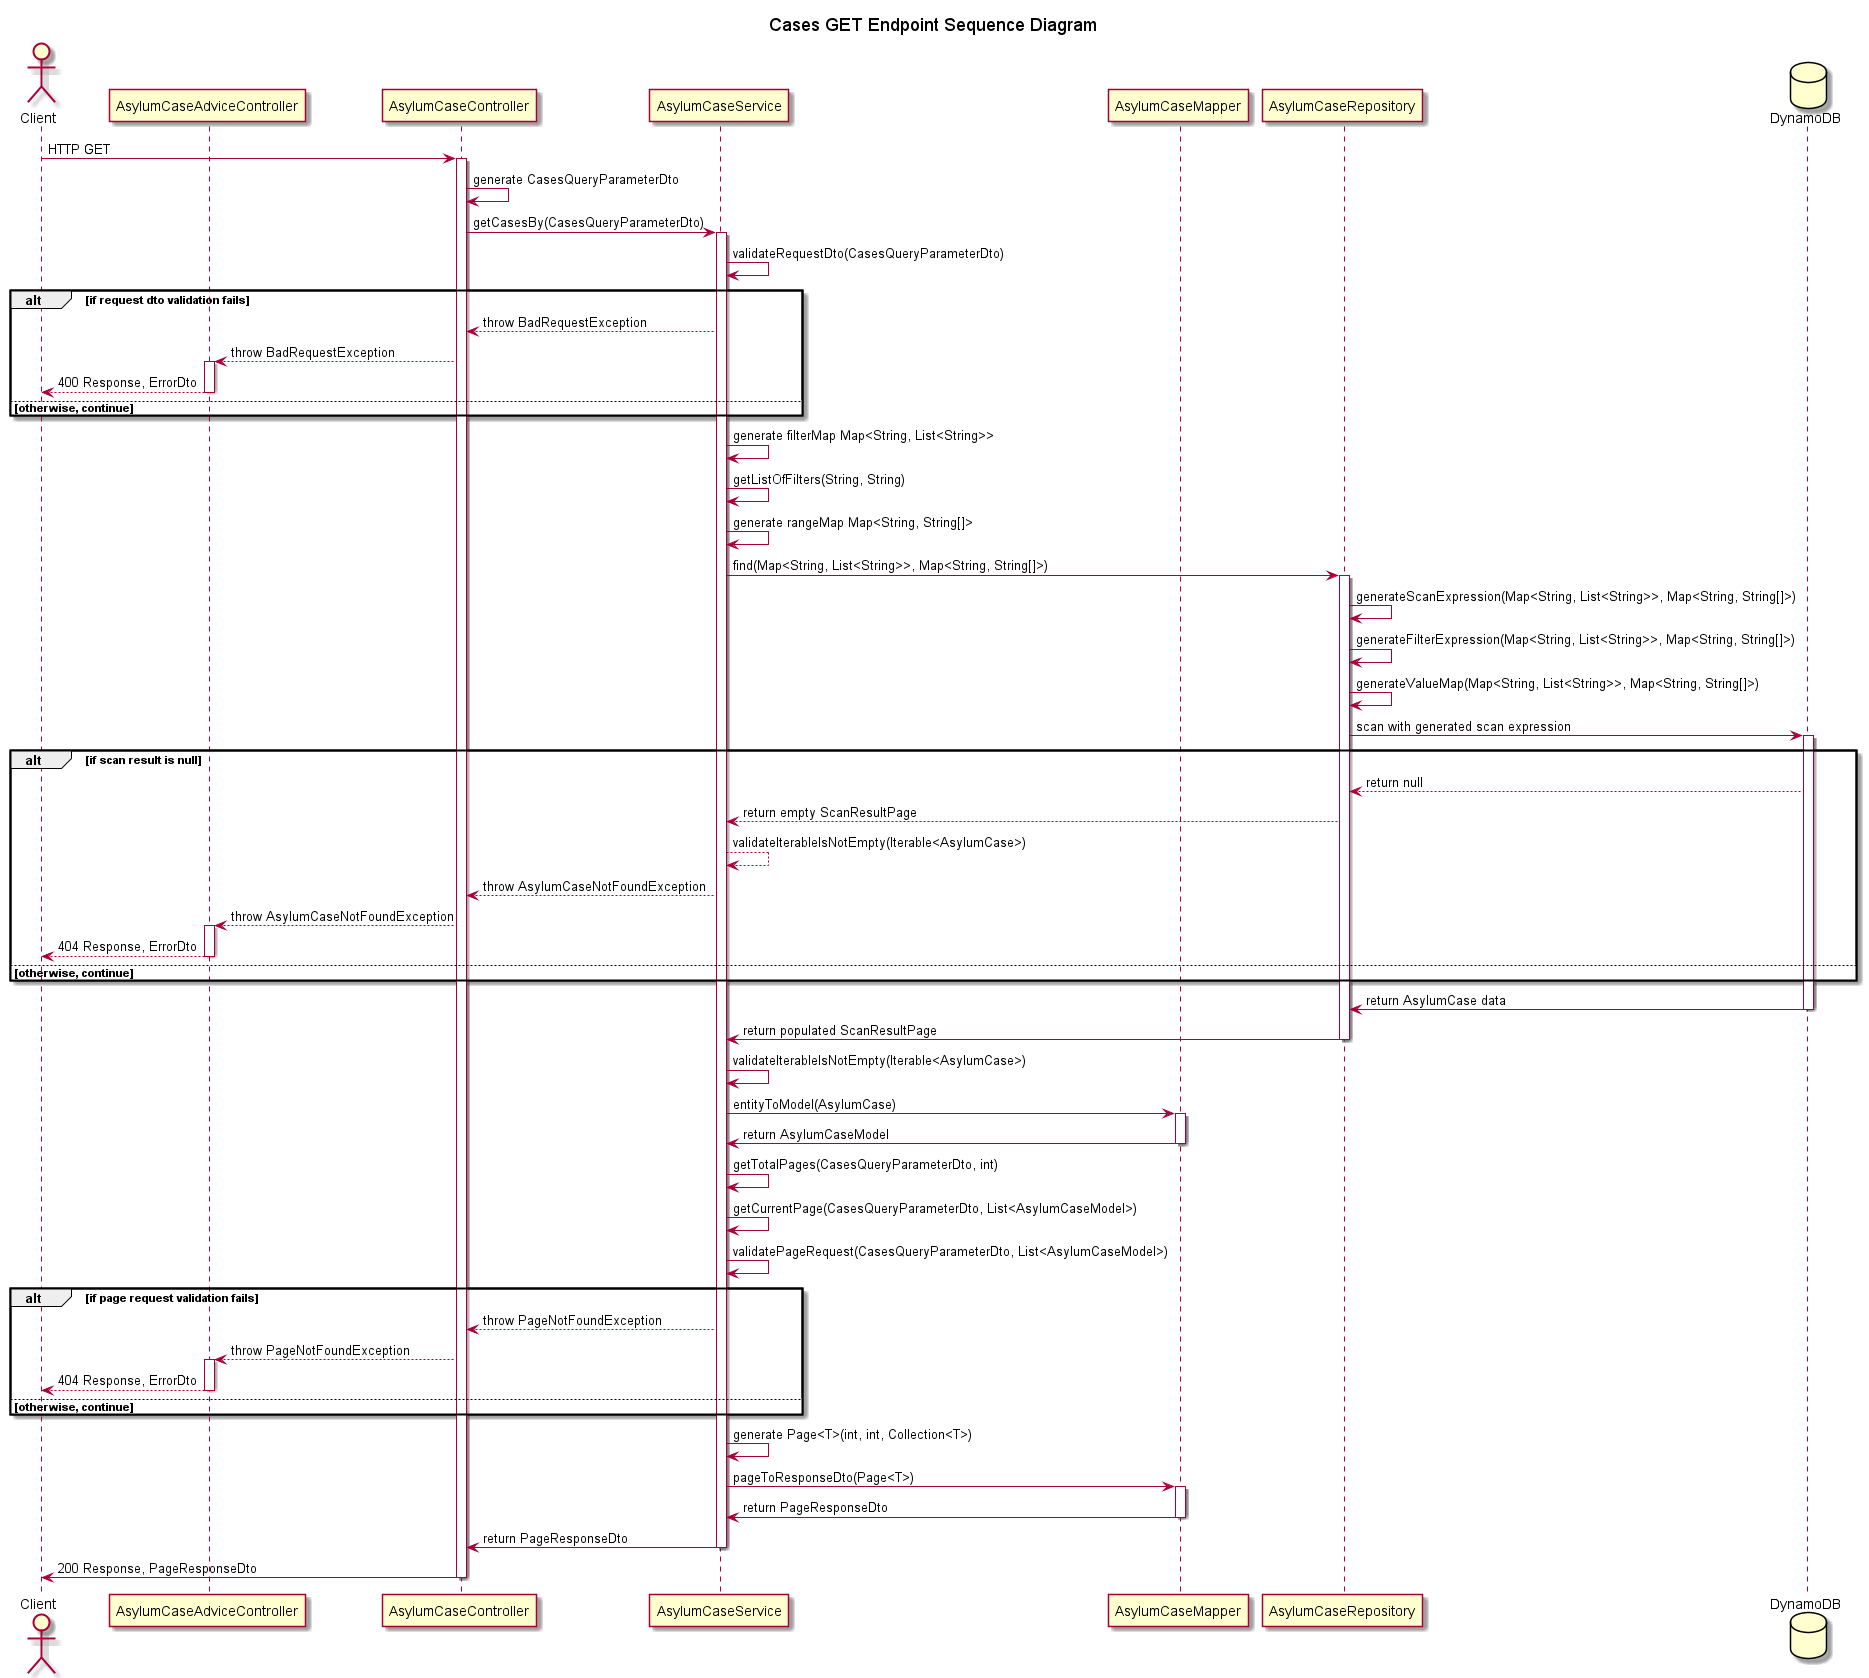 Cases GET Endpoint Sequence Diagram
Client
AsylumCaseAdviceController
AsylumCaseController
AsylumCaseService
AsylumCaseMapper
AsylumCaseRepository
DynamoDB
HTTP GET
generate CasesQueryParameterDto
getCasesBy(CasesQueryParameterDto)
validateRequestDto(CasesQueryParameterDto)
alt
[if request dto validation fails]
throw BadRequestException
throw BadRequestException
400 Response, ErrorDto
[otherwise, continue]
generate filterMap Map<String, List<String>>
getListOfFilters(String, String)
generate rangeMap Map<String, String[]>
find(Map<String, List<String>>, Map<String, String[]>)
generateScanExpression(Map<String, List<String>>, Map<String, String[]>)
generateFilterExpression(Map<String, List<String>>, Map<String, String[]>)
generateValueMap(Map<String, List<String>>, Map<String, String[]>)
scan with generated scan expression
alt
[if scan result is null]
return null
return empty ScanResultPage
validateIterableIsNotEmpty(Iterable<AsylumCase>)
throw AsylumCaseNotFoundException
throw AsylumCaseNotFoundException
404 Response, ErrorDto
[otherwise, continue]
return AsylumCase data
return populated ScanResultPage
validateIterableIsNotEmpty(Iterable<AsylumCase>)
entityToModel(AsylumCase)
return AsylumCaseModel
getTotalPages(CasesQueryParameterDto, int)
getCurrentPage(CasesQueryParameterDto, List<AsylumCaseModel>)
validatePageRequest(CasesQueryParameterDto, List<AsylumCaseModel>)
alt
[if page request validation fails]
throw PageNotFoundException
throw PageNotFoundException
404 Response, ErrorDto
[otherwise, continue]
generate Page<T>(int, int, Collection<T>)
pageToResponseDto(Page<T>)
return PageResponseDto
return PageResponseDto
200 Response, PageResponseDto
Client
AsylumCaseAdviceController
AsylumCaseController
AsylumCaseService
AsylumCaseMapper
AsylumCaseRepository
DynamoDB